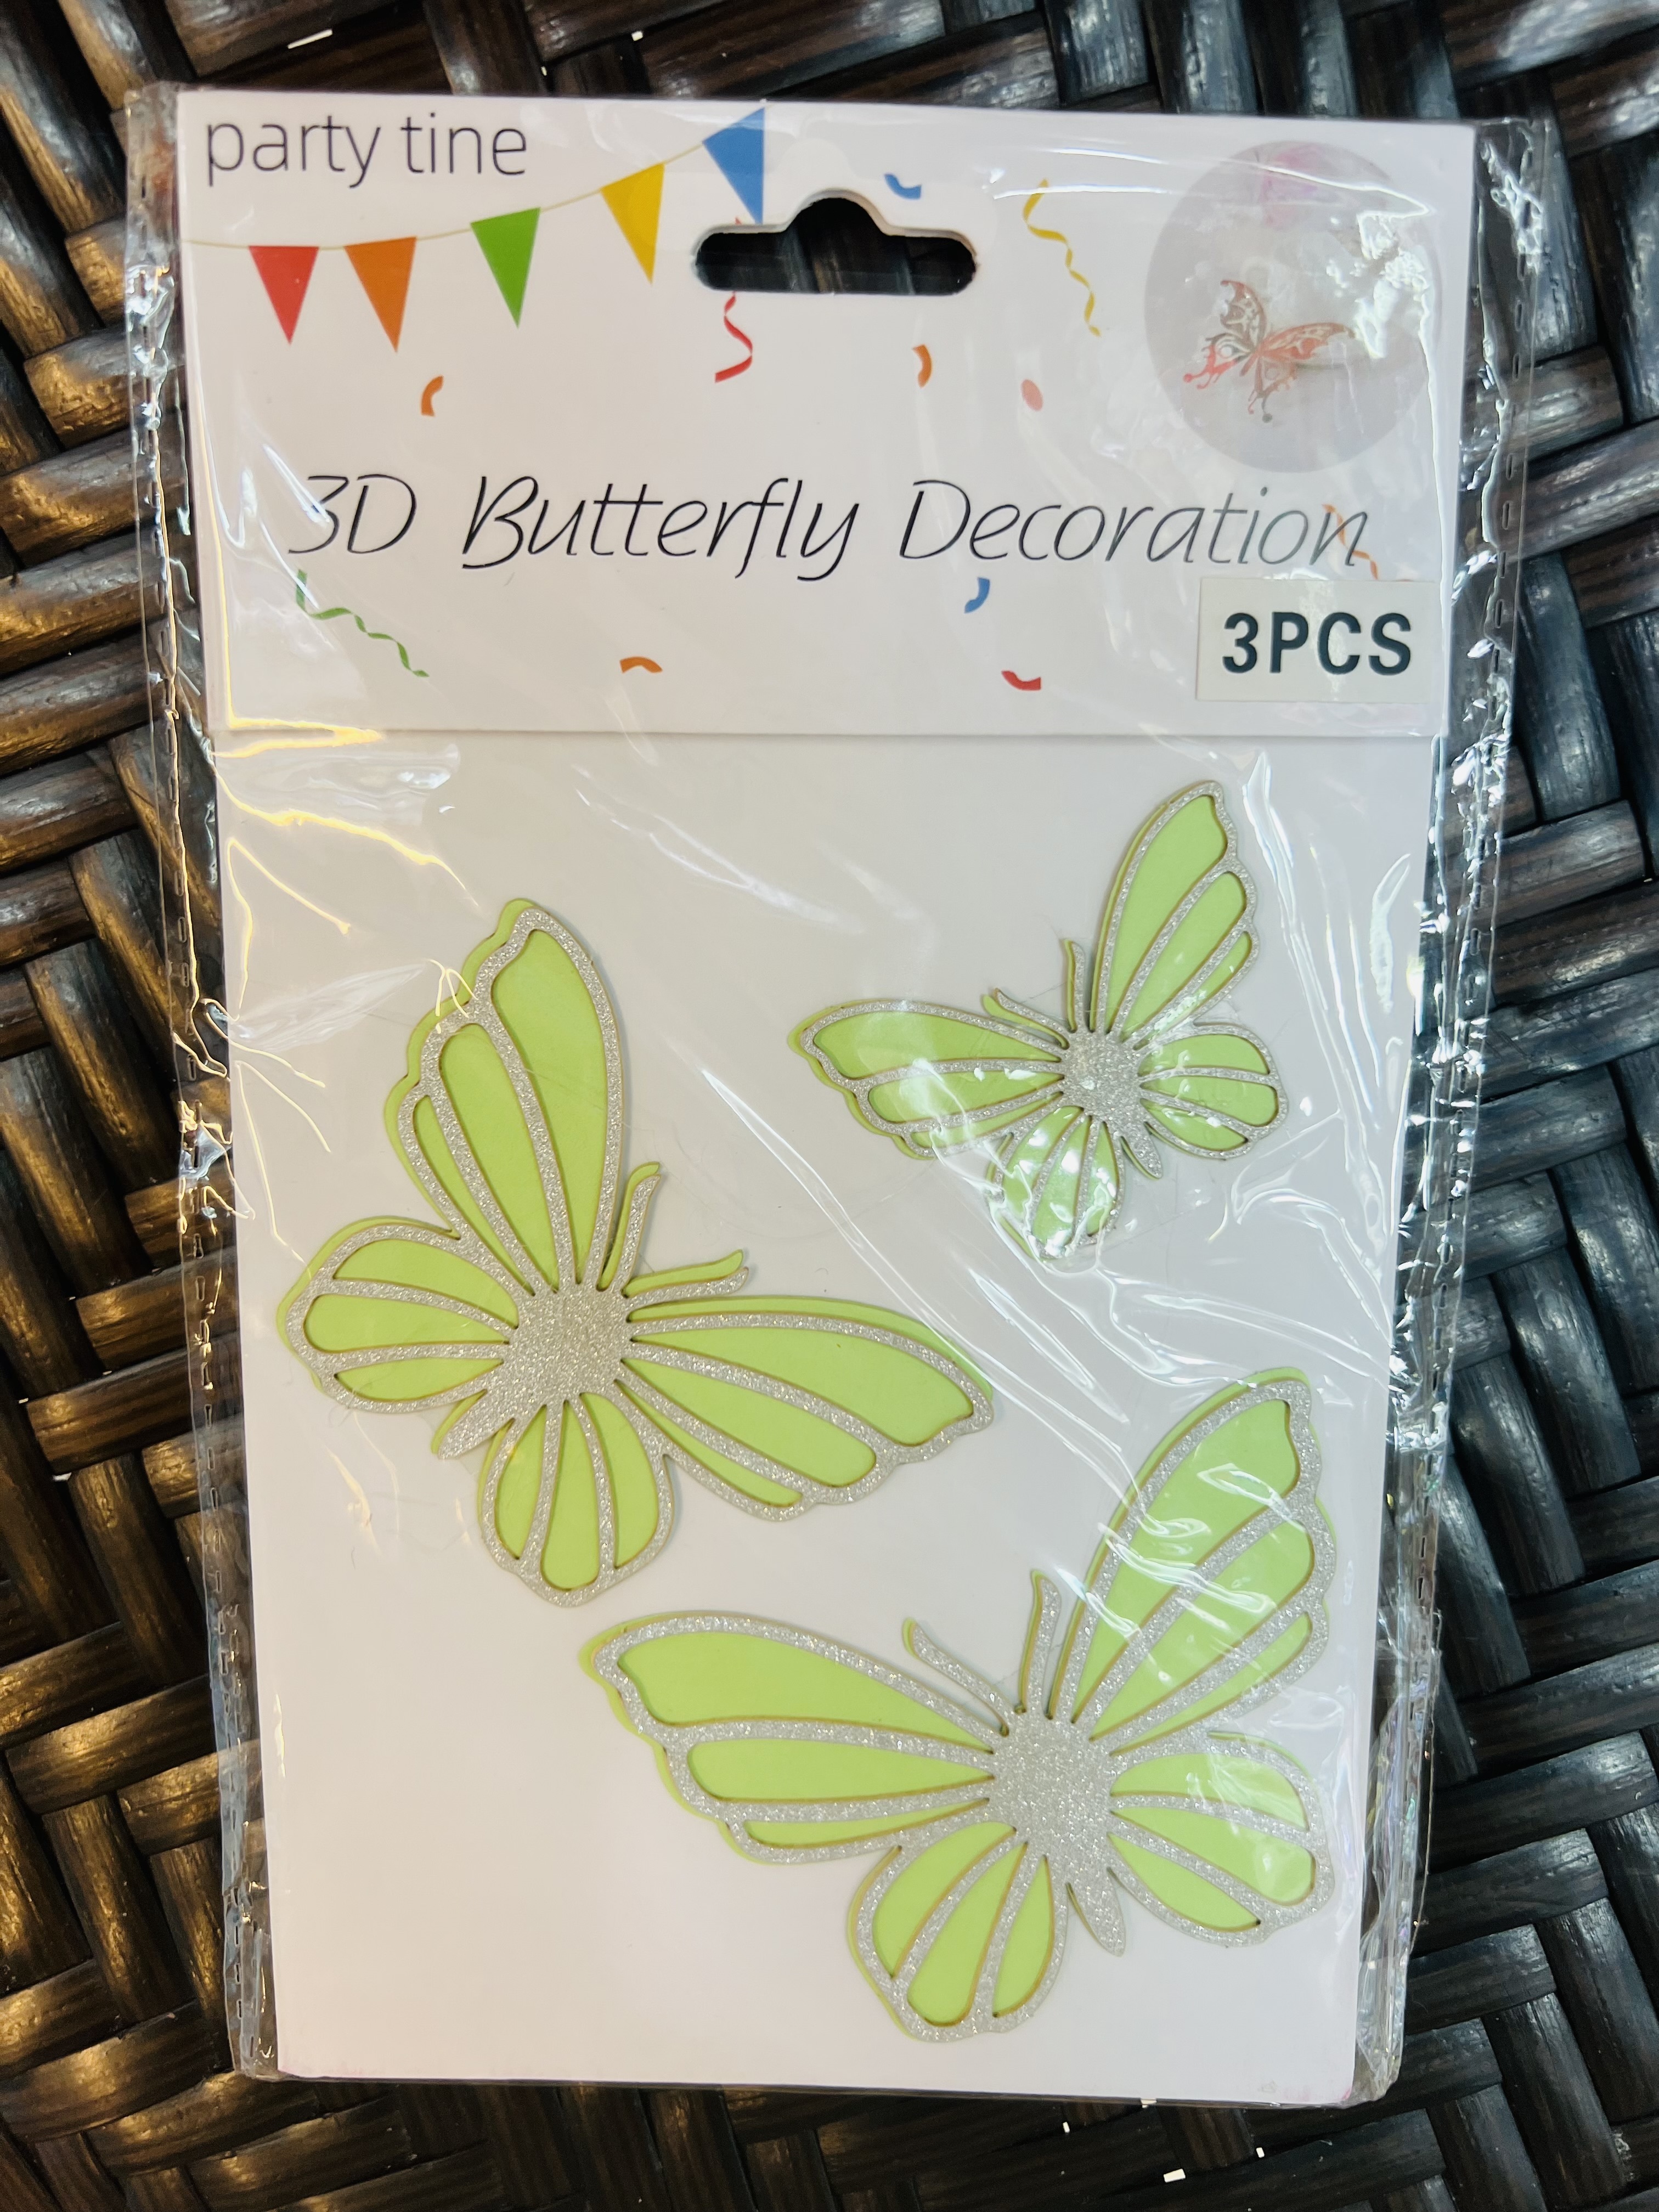 party tine
3D Butterfly Decoration
3PCS